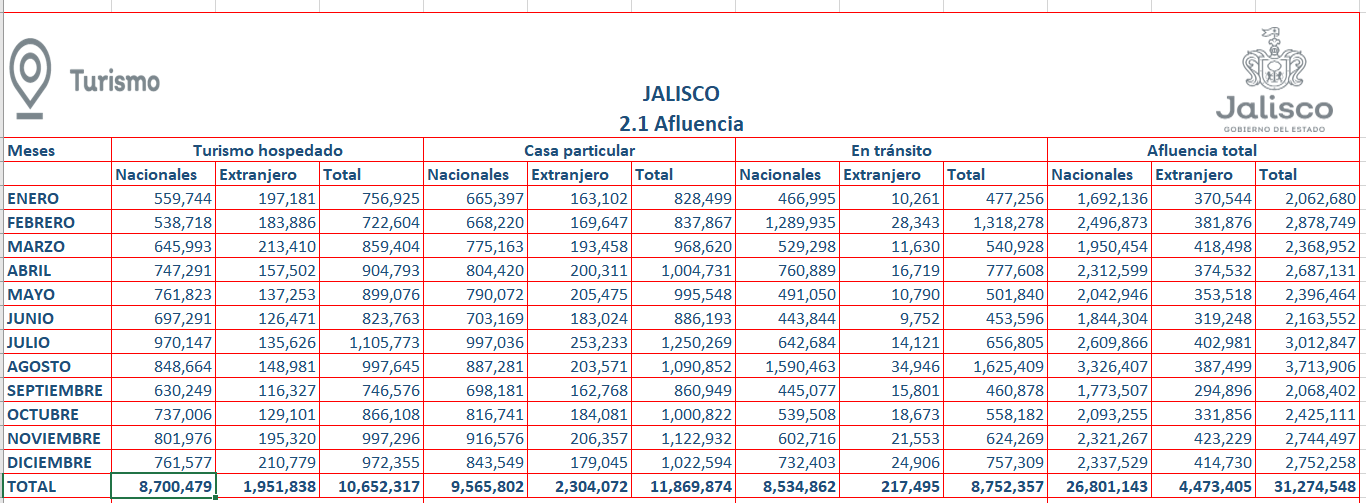 Turismo
JALISCO
2.1 Afluencia
Jalisco
GOBIERNO DEL ESTADO
Meses Turismo hospedado Casa particular En tránsito Afluencia total
Nacionales Extranjero Total Nacionales Extranjero Total Nacionales Extranjero Total Nacionales Extranjero Total
ENERO 559,744 197,181 756,925 665,397 163,102 828,499 466,995 10,261 477,256 1,692,136 370,544 2,062,680
FEBRERO 538,718 183,886 722,604 668,220 169,647 837,867 1,289,935 28,343 1,318,278 2,496,873 381,876 2,878,749
MARZO 645,993 213,410 859,404 775,163 193,458 968,620 529,298 11,630 540,928 1,950,454 418,498 2,368,952
ABRIL 747,291 157,502 904,793 804,420 200,311 1,004,731 760,889 16,719 777,608 2,312,599 374,532 2,687,131
MAYO 761,823 137,253 899,076 790,072 205,475 995,548 491,050 10,790 501,840 2,042,946 353,518 2,396,464
JUNIO 697,291 126,471 823,763 703,169 183,024 886,193 443,844 9,752 453,596 1,844,304 319,248 2,163,552
JULIO 970,147 135,626 1,105,773 997,036 253,233 1,250,269 642,684 14,121 656,805 2,609,866 402,981 3,012,847
AGOSTO 848,664 148,981 997,645 887,281 203,571 1,090,852 1,590,463 34,946 1,625,409 3,326,407 387,499 3,713,906
SEPTIEMBRE 630,249 116,327 746,576 698,181 162,768 860,949 445,077 15,801 460,878 1,773,507 294,896 2,068,402
OCTUBRE 737,006 129,101 866,108 816,741 184,081 1,000,822 539,508 18,673 558,182 2,093,255 331,856 2,425,111
NOVIEMBRE 801,976 195,320 997,296 916,576 206,357 1,122,932 602,716 21,553 624,269 2,321,267 423,229 2,744,497
DICIEMBRE 761,577 210,779 972,355 843,549 179,045 1,022,594 732,403 24,906 757,309 2,337,529 414,730 2,752,258
TOTAL 8,700,479 1,951,838 10,652,317 9,565,802 2,304,072 11,869,874 8,534,862 217,495 8,752,357 26,801,143 4,473,405 31,274,548